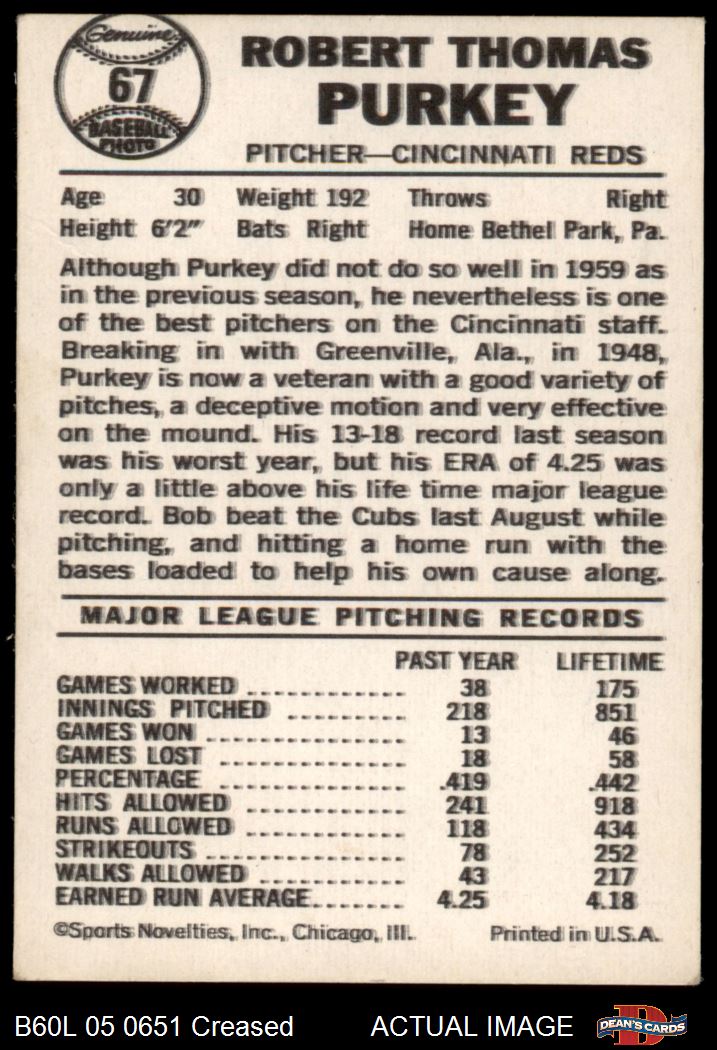 Genuine
67
BASEBALL
PHOTO
ROBERT THOMAS
PURKEY
PITCHER—CINCINNATI REDS
Age 30 Weight 192 Throws Right
Height 6'2" Bats Right Home Bethel Park, Pa.
Although Purkey did not do so well in 1959 as
in the previous season, he nevertheless is one
of the best pitchers on the Cincinnati staff.
Breaking in with Greenville, Ala., in 1948,
Purkey is now a veteran with a good variety of
pitches, a deceptive motion and very effective
on the mound. His 13-18 record last season
was his worst year, but his ERA of 4.25 was
only a little above his life time major league
record. Bob beat the Cubs last August while
pitching, and hitting a home run with the
bases loaded to help his own cause along.
MAJOR LEAGUE PITCHING RECORDS
PAST YEAR LIFETIME
GAMES WORKED 38 175
INNINGS PITCHED 218 851
GAMES WON 13 46
GAMES LOST 18 58
PERCENTAGE .419 .442
HITS ALLOWED 241 918
RUNS ALLOWED 118 434
STRIKEOUTS 78 252
WALKS ALLOWED 43 217
EARNED RUN AVERAGE 4.25 4.18
©Sports Novelties, Inc., Chicago, Ill. Printed in U.S.A.
B60L 05 0651 Creased ACTUAL IMAGE DEAN'S CARDS